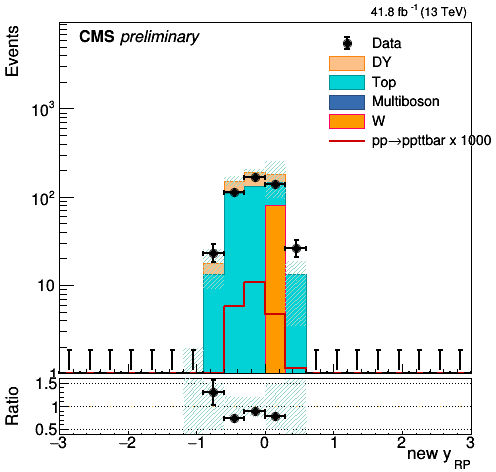 41.8 fb⁻¹ (13 TeV)
CMS preliminary
Events
Data
DY
Top
Multiboson
W
pp→ppttbar x 1000
10³
10²
10
1
Ratio
1.5
1
0.5
−3 −2 −1 0 1 2 3
new y_RP